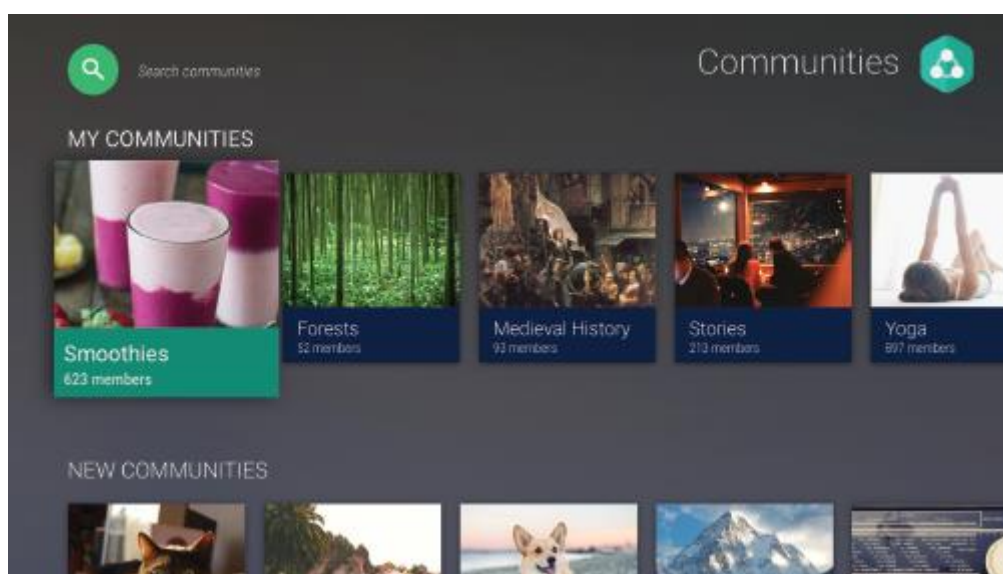 Search communities
Communities
MY COMMUNITIES
Smoothies
623 members
Forests
52 members
Medieval History
93 members
Stories
213 members
Yoga
897 members
NEW COMMUNITIES